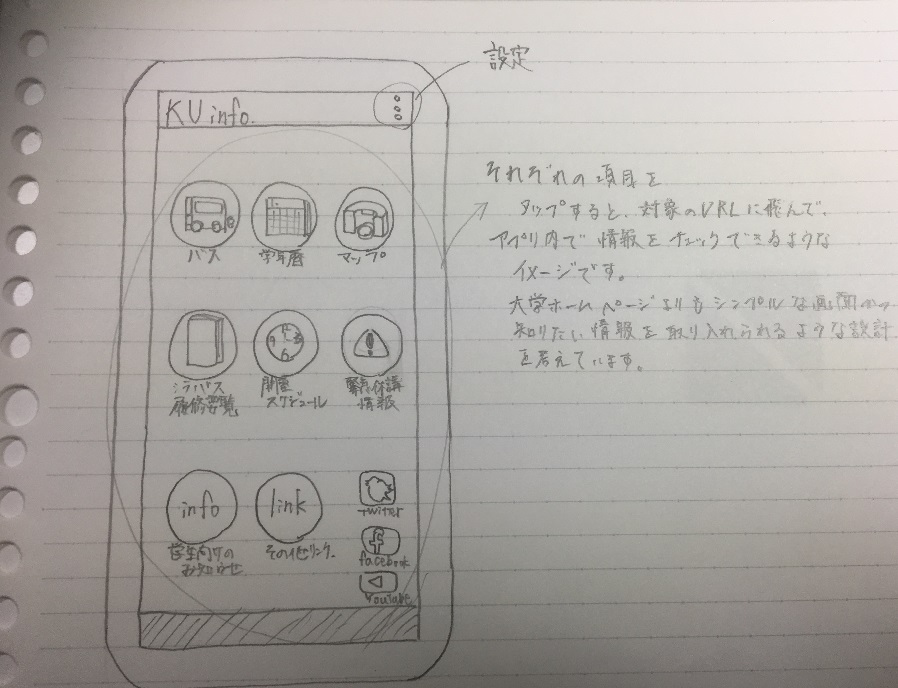 設定
KU info.
バス
学年暦
マップ
シラバス
履修要覧
開室
スケジュール
緊急休講
情報
info
link
学生向けの
お知らせ
その他リンク
Twitter
facebook
YouTube
それぞれの項目を
タップすると、対象のURLに飛んで、
アプリ内で情報をチェックできるような
イメージです。
大学ホームページよりもシンプルな画面かつ
知りたい情報を取り入れられるような設計
を考えています。